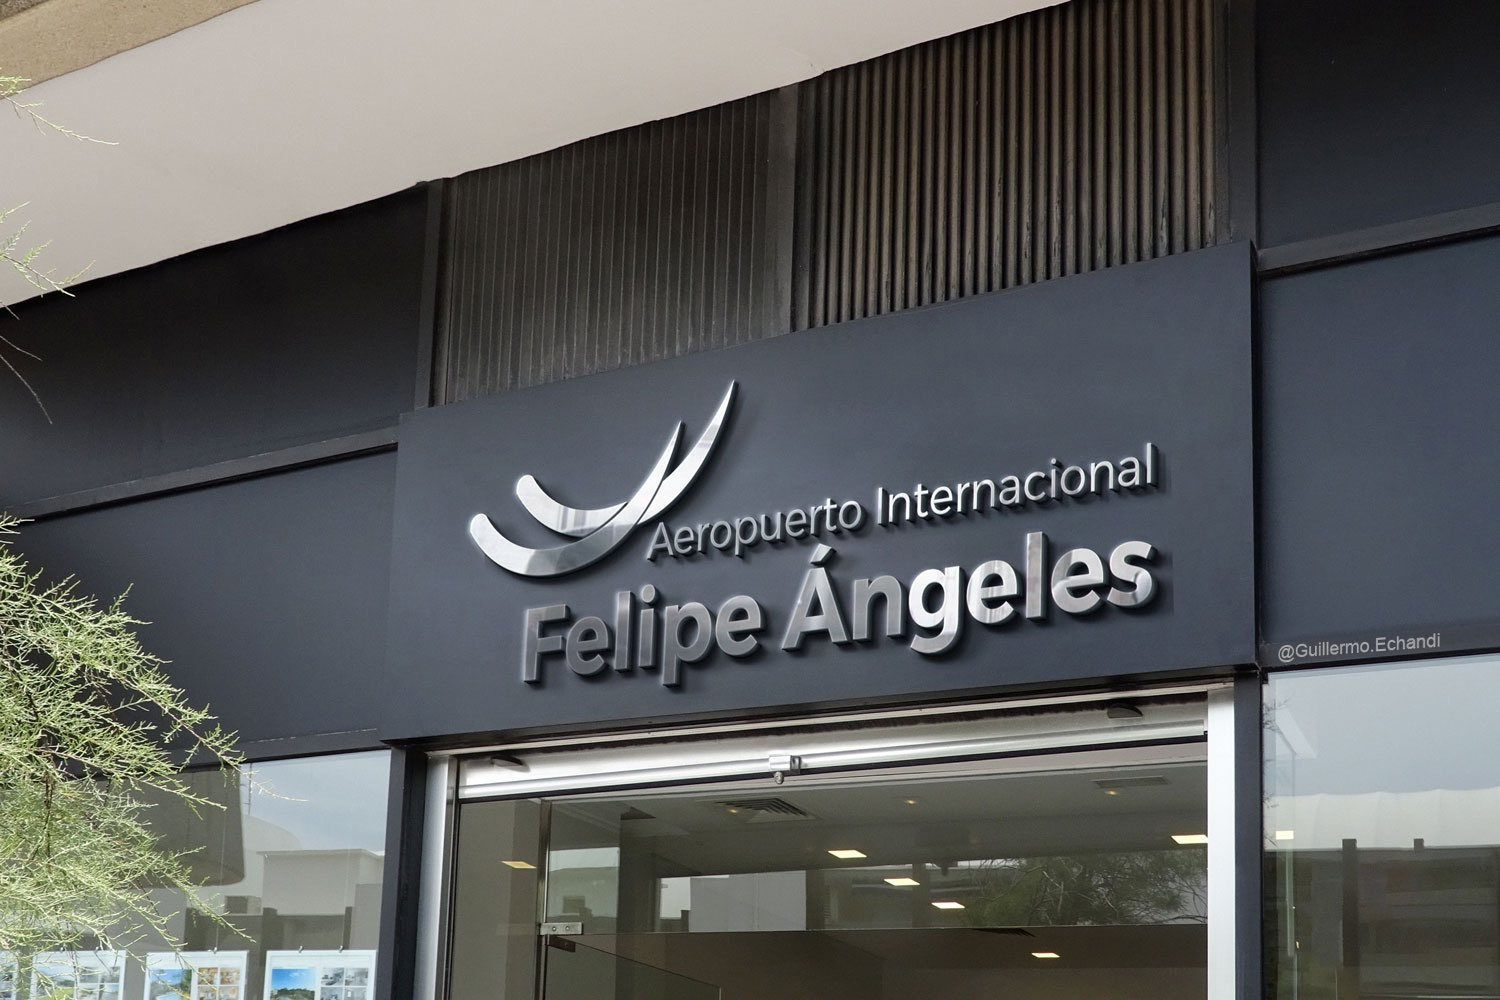 Aeropuerto Internacional
Felipe Ángeles
@Guillermo.Echandi